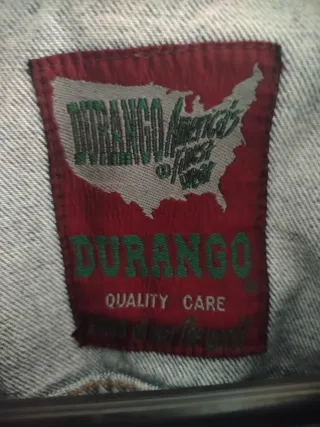 DURANGO America's
Finest
wear
DURANGO
QUALITY CARE